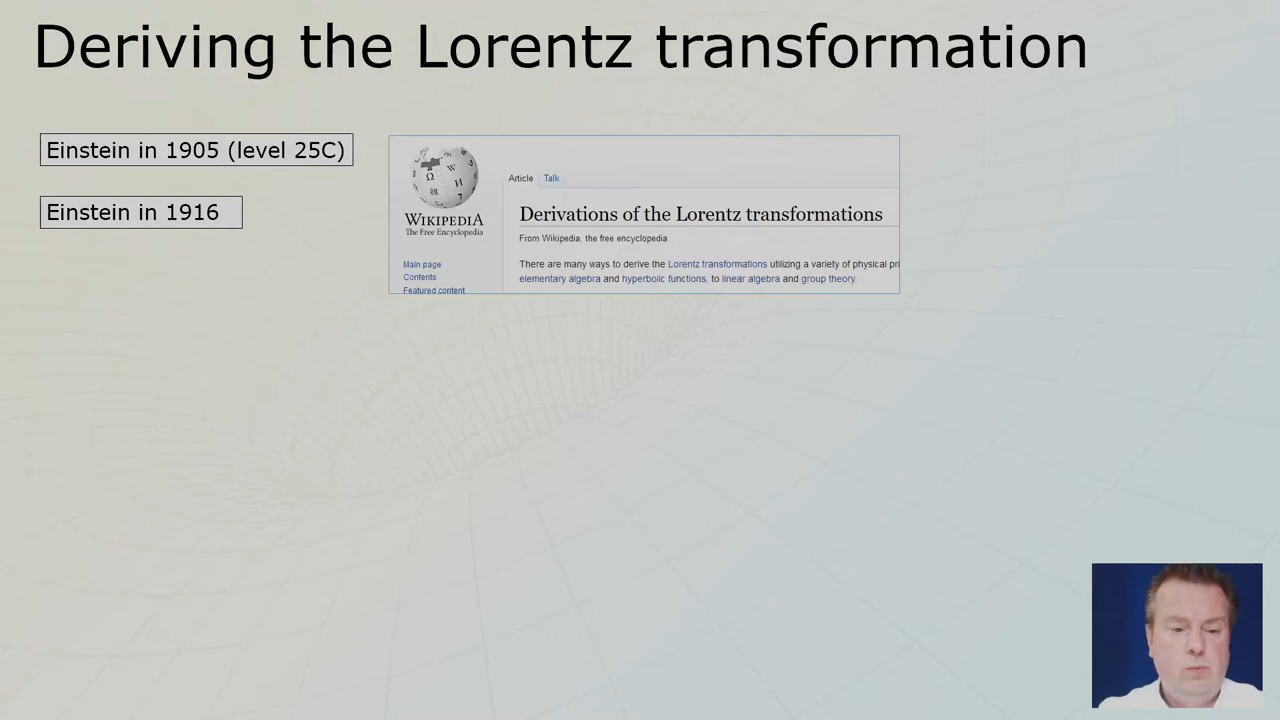 Deriving the Lorentz transformation
Einstein in 1905 (level 25C)
Einstein in 1916
WIKIPEDIA
The Free Encyclopedia
Main page
Contents
Featured content
Article Talk
Derivations of the Lorentz transformations
From Wikipedia, the free encyclopedia
There are many ways to derive the Lorentz transformations utilizing a variety of physical pri
elementary algebra and hyperbolic functions, to linear algebra and group theory.